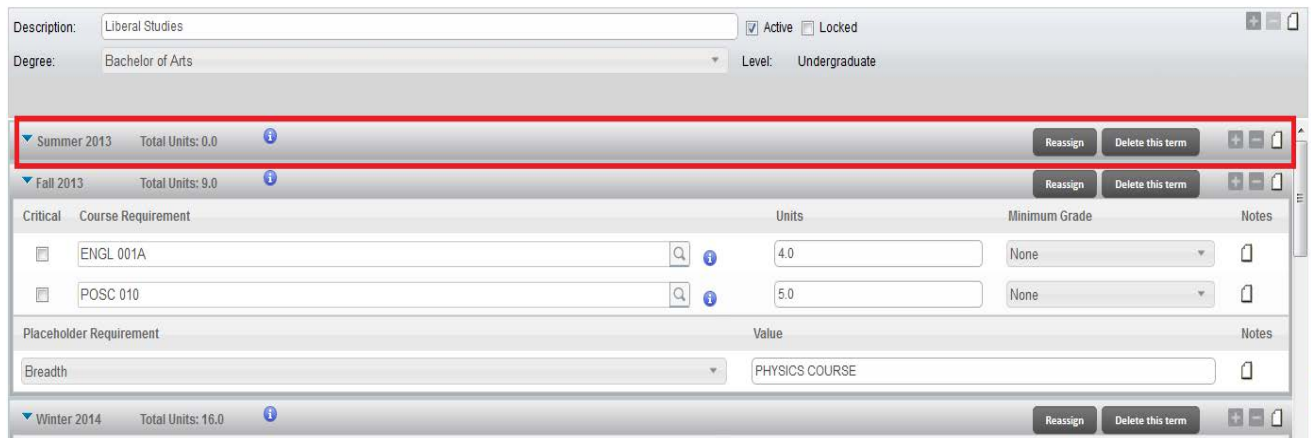 Description: Liberal Studies Active Locked
Degree: Bachelor of Arts Level: Undergraduate
Summer 2013 Total Units: 0.0 Reassign Delete this term
Fall 2013 Total Units: 9.0 Reassign Delete this term
Critical Course Requirement Units Minimum Grade Notes
ENGL 001A 4.0 None
POSC 010 5.0 None
Placeholder Requirement Value Notes
Breadth PHYSICS COURSE
Winter 2014 Total Units: 16.0 Reassign Delete this term